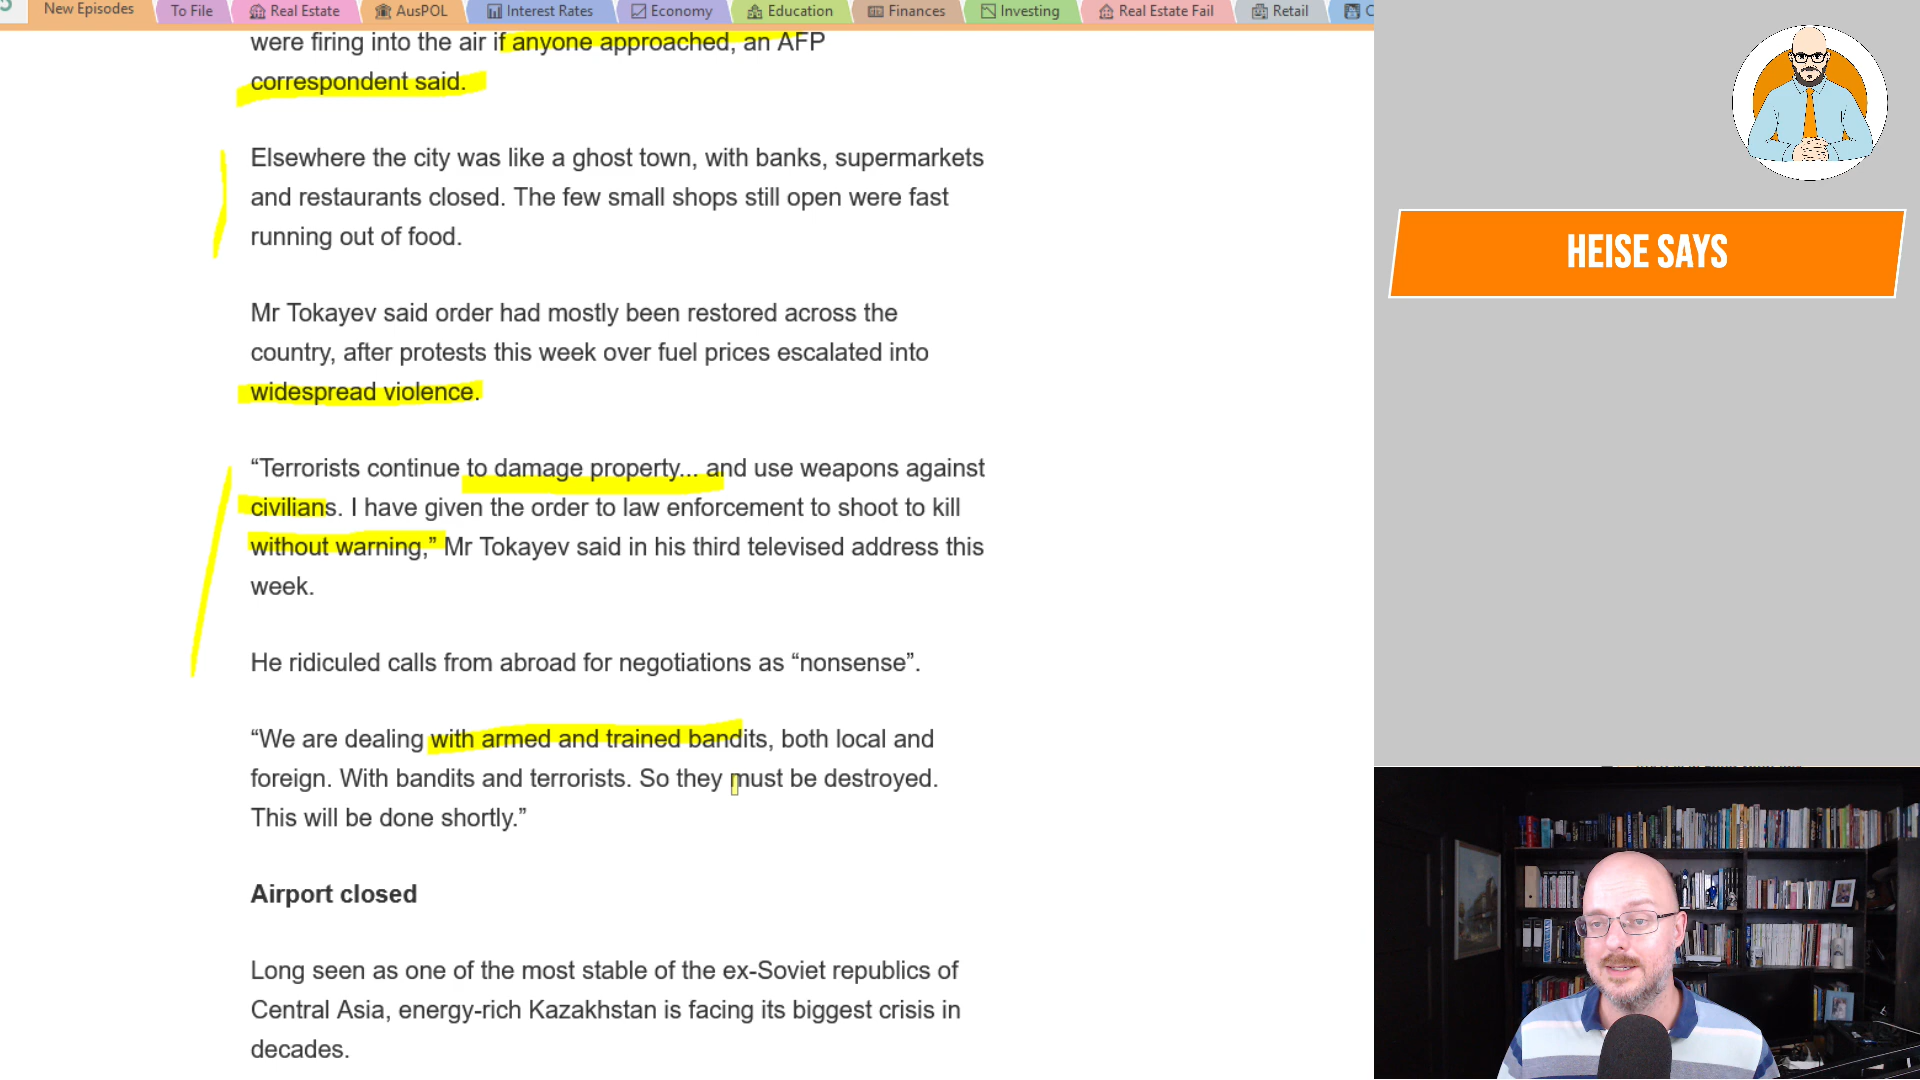 New Episodes To File Real Estate AusPOL Interest Rates Economy Education Finances Investing Real Estate Fail Retail
were firing into the air if anyone approached, an AFP
correspondent said.
Elsewhere the city was like a ghost town, with banks, supermarkets
and restaurants closed. The few small shops still open were fast
running out of food.
Mr Tokayev said order had mostly been restored across the
country, after protests this week over fuel prices escalated into
widespread violence.
“Terrorists continue to damage property... and use weapons against
civilians. I have given the order to law enforcement to shoot to kill
without warning,” Mr Tokayev said in his third televised address this
week.
He ridiculed calls from abroad for negotiations as “nonsense”.
“We are dealing with armed and trained bandits, both local and
foreign. With bandits and terrorists. So they must be destroyed.
This will be done shortly.”
Airport closed
Long seen as one of the most stable of the ex-Soviet republics of
Central Asia, energy-rich Kazakhstan is facing its biggest crisis in
decades.
HEISE SAYS